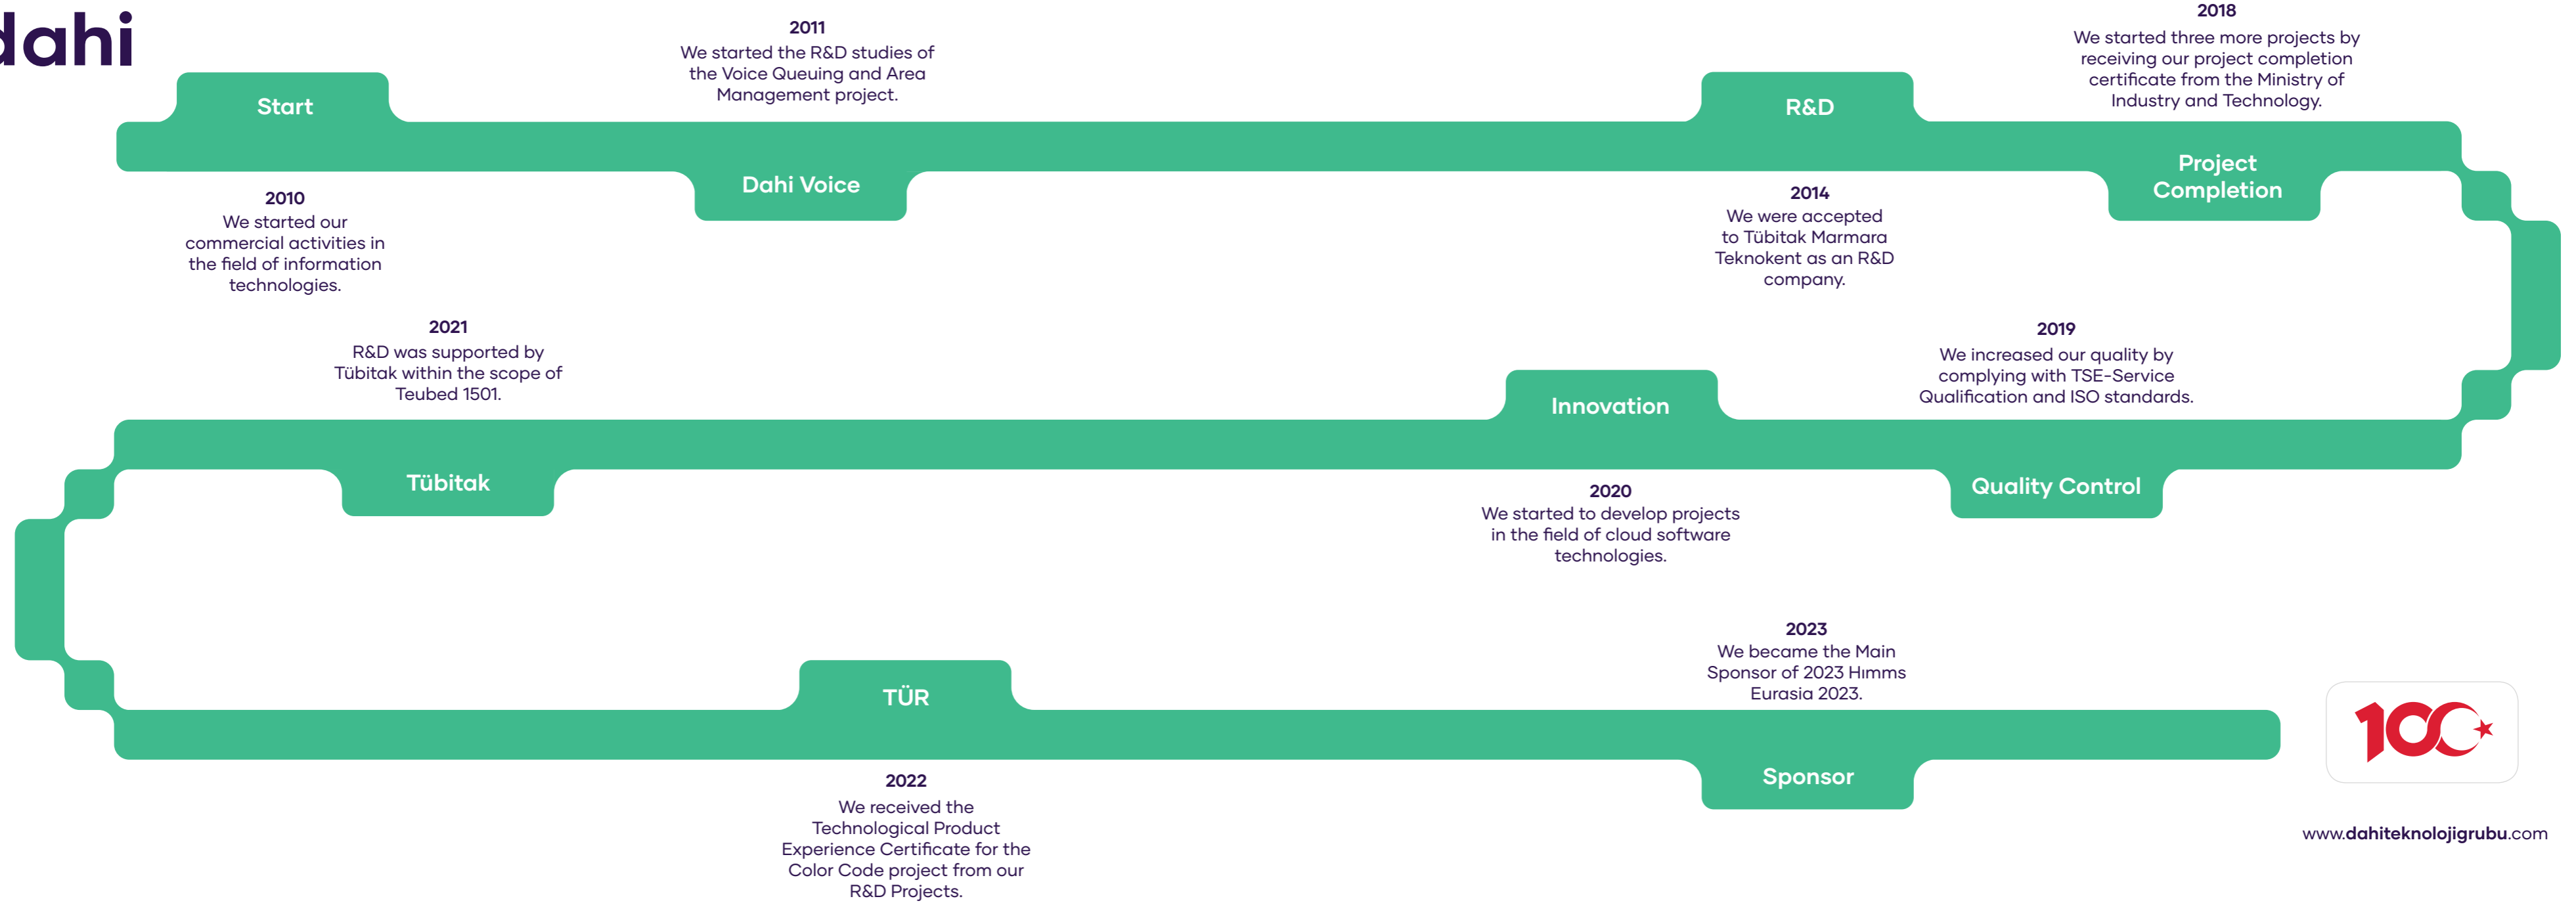 dahi
Start
2010
We started our
commercial activities in
the field of information
technologies.
2011
We started the R&D studies of
the Voice Queuing and Area
Management project.
Dahi Voice
R&D
2014
We were accepted
to Tübitak Marmara
Teknokent as an R&D
company.
2018
We started three more projects by
receiving our project completion
certificate from the Ministry of
Industry and Technology.
Project
Completion
2019
We increased our quality by
complying with TSE-Service
Qualification and ISO standards.
Quality Control
Innovation
2020
We started to develop projects
in the field of cloud software
technologies.
2021
R&D was supported by
Tübitak within the scope of
Teubed 1501.
Tübitak
TÜR
2022
We received the
Technological Product
Experience Certificate for the
Color Code project from our
R&D Projects.
2023
We became the Main
Sponsor of 2023 Hımms
Eurasia 2023.
Sponsor
100
www.dahiteknolojigrubu.com